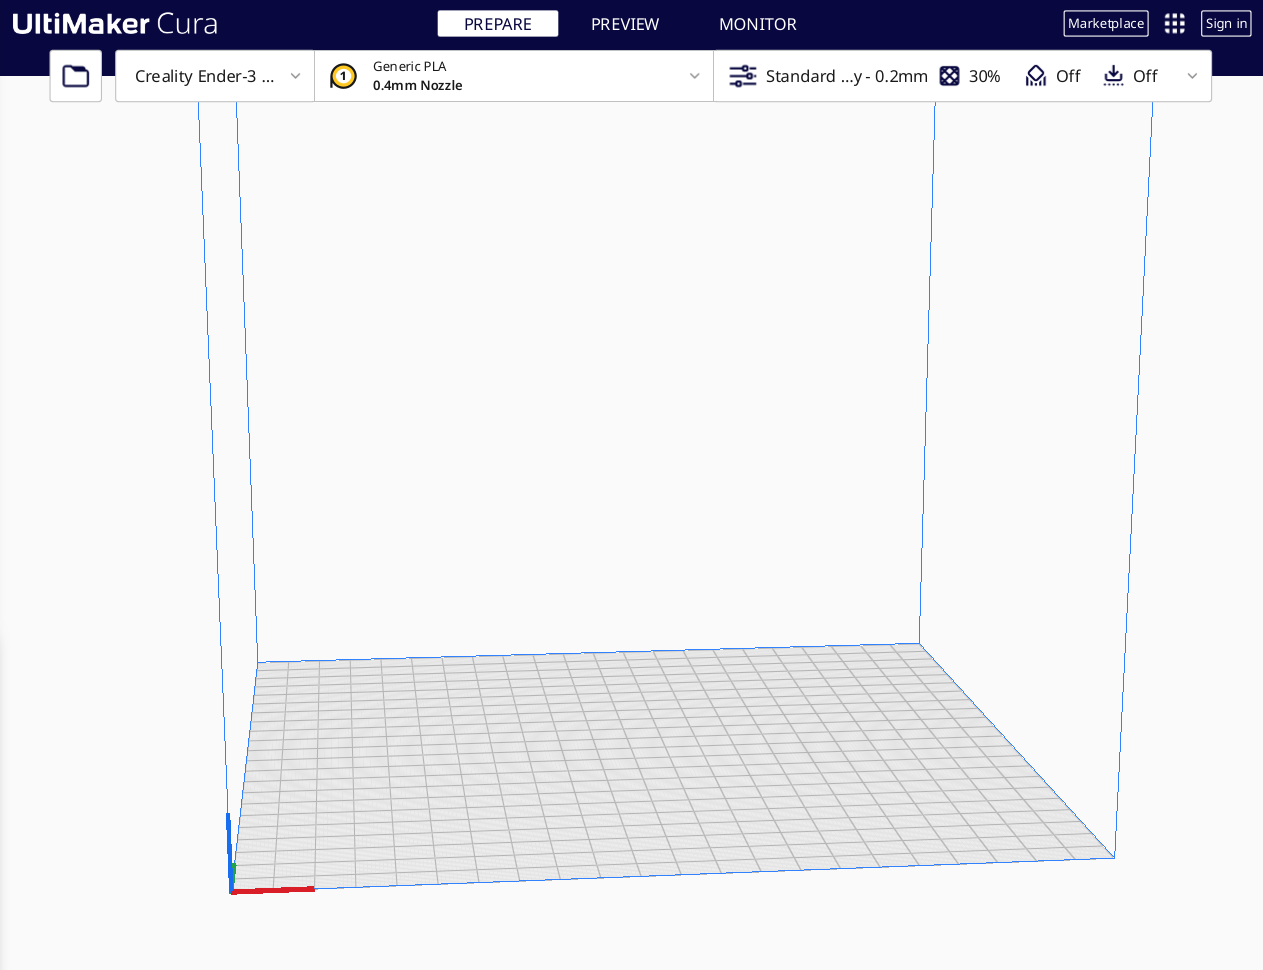 UltiMaker Cura
PREPARE
PREVIEW
MONITOR
Marketplace
Sign in
Creality Ender-3 ...
1
Generic PLA
0.4mm Nozzle
Standard ...y - 0.2mm
30%
Off
Off